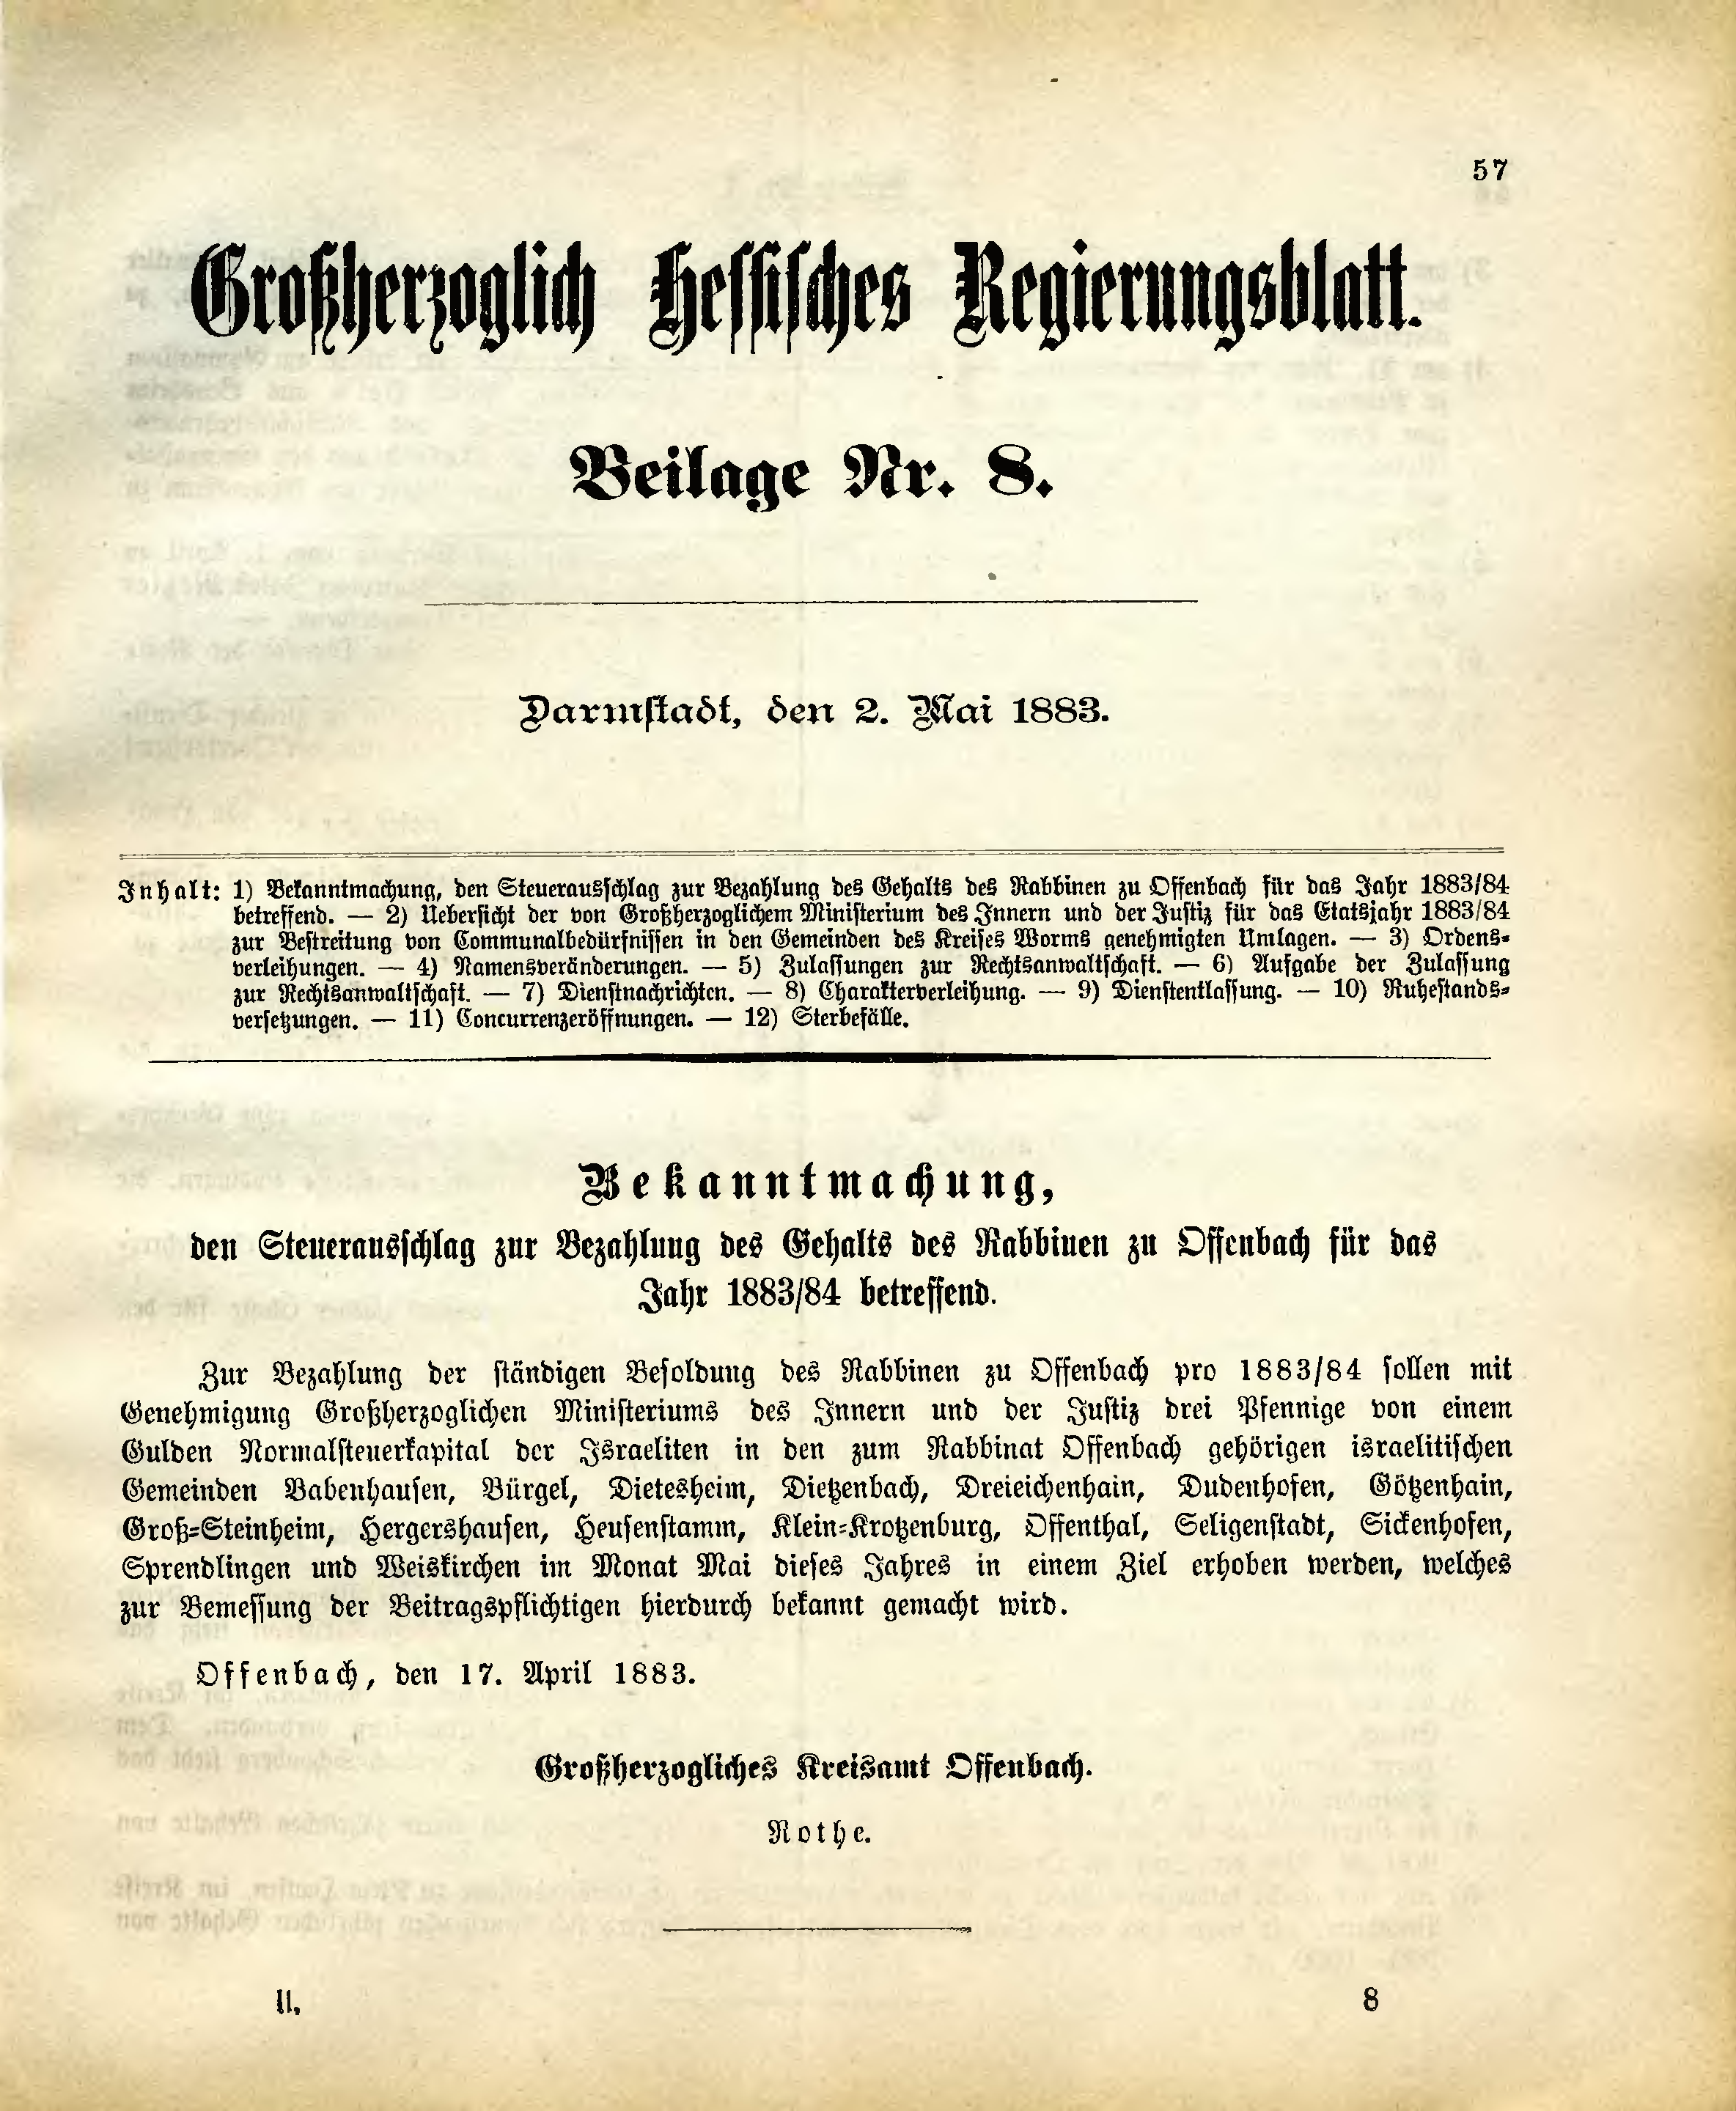 57
Großherzoglich Hessisches Regierungsblatt.
Beilage Nr. 8.
Darmstadt, den 2. Mai 1883.
Inhalt: 1) Bekanntmachung, den Steuerausschlag zur Bezahlung des Gehalts des Rabbinen zu Offenbach für das Jahr 1883/84
betreffend. — 2) Uebersicht der von Großherzoglichem Ministerium des Innern und der Justiz für das Etatsjahr 1883/84
zur Bestreitung von Communalbedürfnissen in den Gemeinden des Kreises Worms genehmigten Umlagen. — 3) Ordens-
verleihungen. — 4) Namensveränderungen. — 5) Zulassungen zur Rechtsanwaltschaft. — 6) Aufgabe der Zulassung
zur Rechtsanwaltschaft. — 7) Dienstnachrichten. — 8) Charakterverleihung. — 9) Dienstentlassung. — 10) Ruhestands-
versetzungen. — 11) Concurrenzeröffnungen. — 12) Sterbefälle.
Bekanntmachung,
den Steuerausschlag zur Bezahlung des Gehalts des Rabbinen zu Offenbach für das
Jahr 1883/84 betreffend.
Zur Bezahlung der ständigen Besoldung des Rabbinen zu Offenbach pro 1883/84 sollen mit
Genehmigung Großherzoglichen Ministeriums des Innern und der Justiz drei Pfennige von einem
Gulden Normalsteuerkapital der Israeliten in den zum Rabbinat Offenbach gehörigen israelitischen
Gemeinden Babenhausen, Bürgel, Dietesheim, Dietzenbach, Dreieichenhain, Dudenhofen, Götzenhain,
Groß-Steinheim, Hergershausen, Heusenstamm, Klein-Krotzenburg, Offenthal, Seligenstadt, Sickenhofen,
Sprendlingen und Weiskirchen im Monat Mai dieses Jahres in einem Ziel erhoben werden, welches
zur Bemessung der Beitragspflichtigen hierdurch bekannt gemacht wird.
Offenbach, den 17. April 1883.
Großherzogliches Kreisamt Offenbach.
Rothe.
II. 8